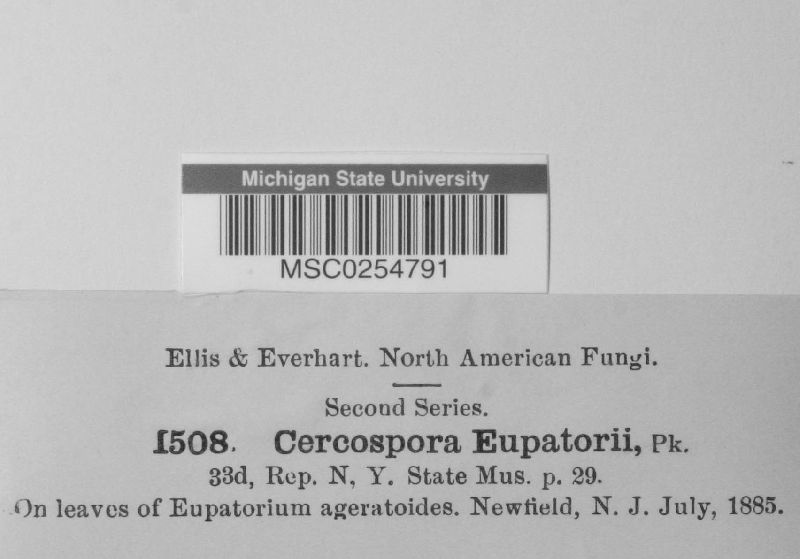 Michigan State University
MSC0254791
Ellis & Everhart. North American Fungi.
Second Series.
1508. Cercospora Eupatorii, Pk.
33d, Rep. N, Y. State Mus. p. 29.
On leaves of Eupatorium ageratoides. Newfield, N. J. July, 1885.